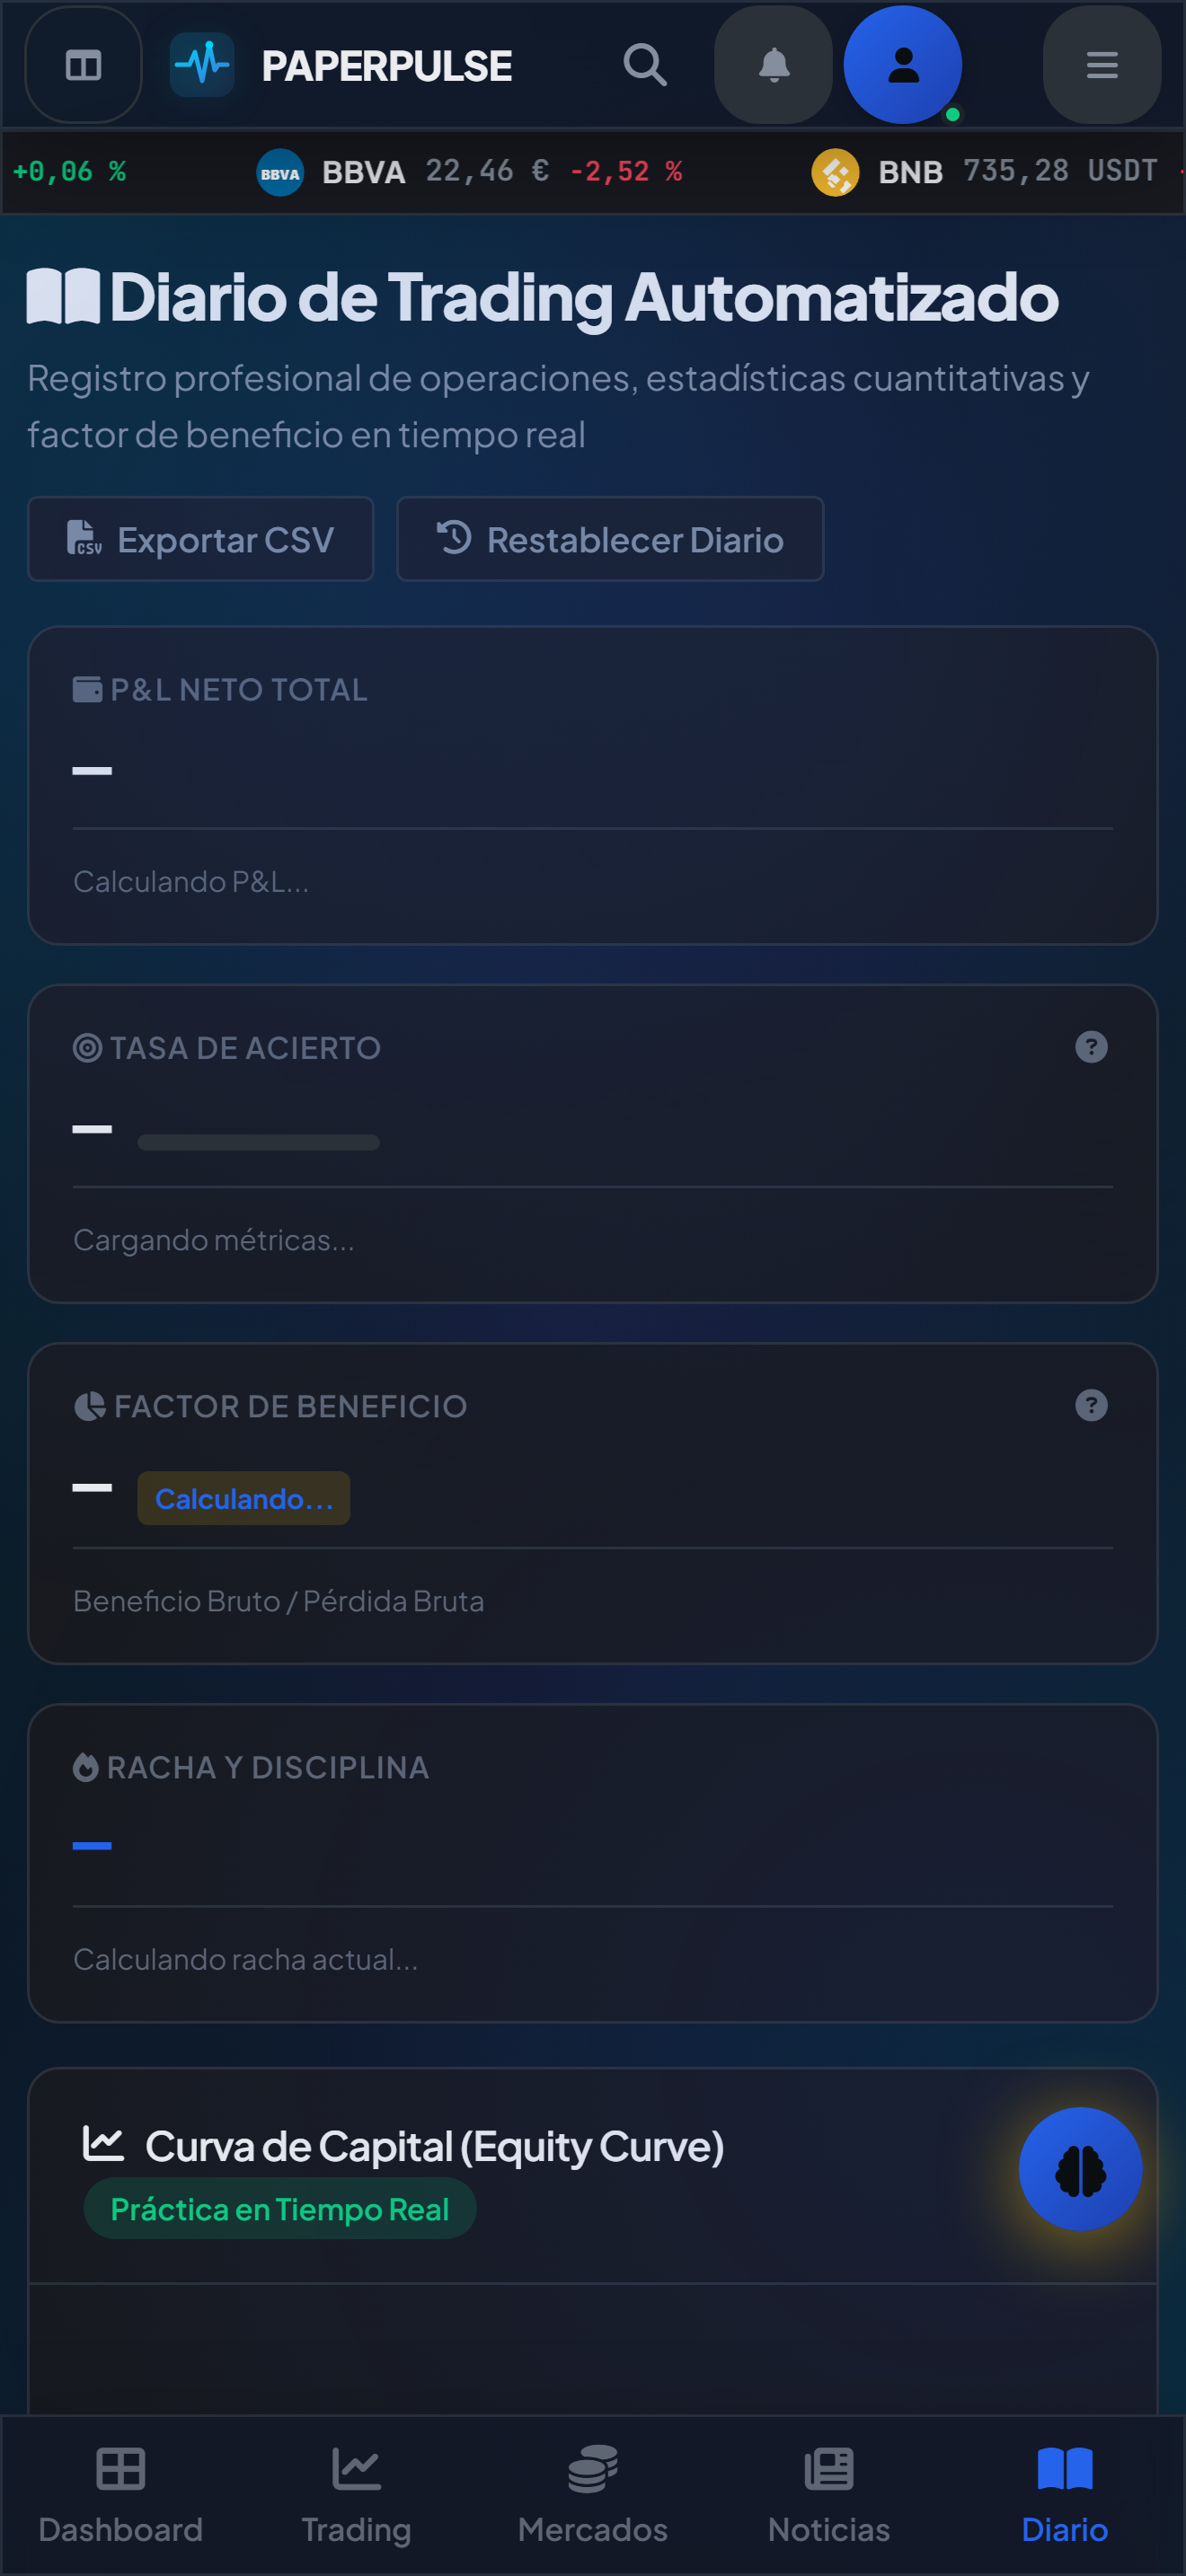 PAPERPULSE
+0,06 %
BBVA BBVA 22,46 € -2,52 %
BNB 735,28 USDT
Diario de Trading Automatizado
Registro profesional de operaciones, estadísticas cuantitativas y
factor de beneficio en tiempo real
CSV Exportar CSV
Restablecer Diario
P&L NETO TOTAL
—
Calculando P&L...
TASA DE ACIERTO ?
—
Cargando métricas...
FACTOR DE BENEFICIO ?
— Calculando...
Beneficio Bruto / Pérdida Bruta
RACHA Y DISCIPLINA
—
Calculando racha actual...
Curva de Capital (Equity Curve)
Práctica en Tiempo Real
Dashboard Trading Mercados Noticias Diario